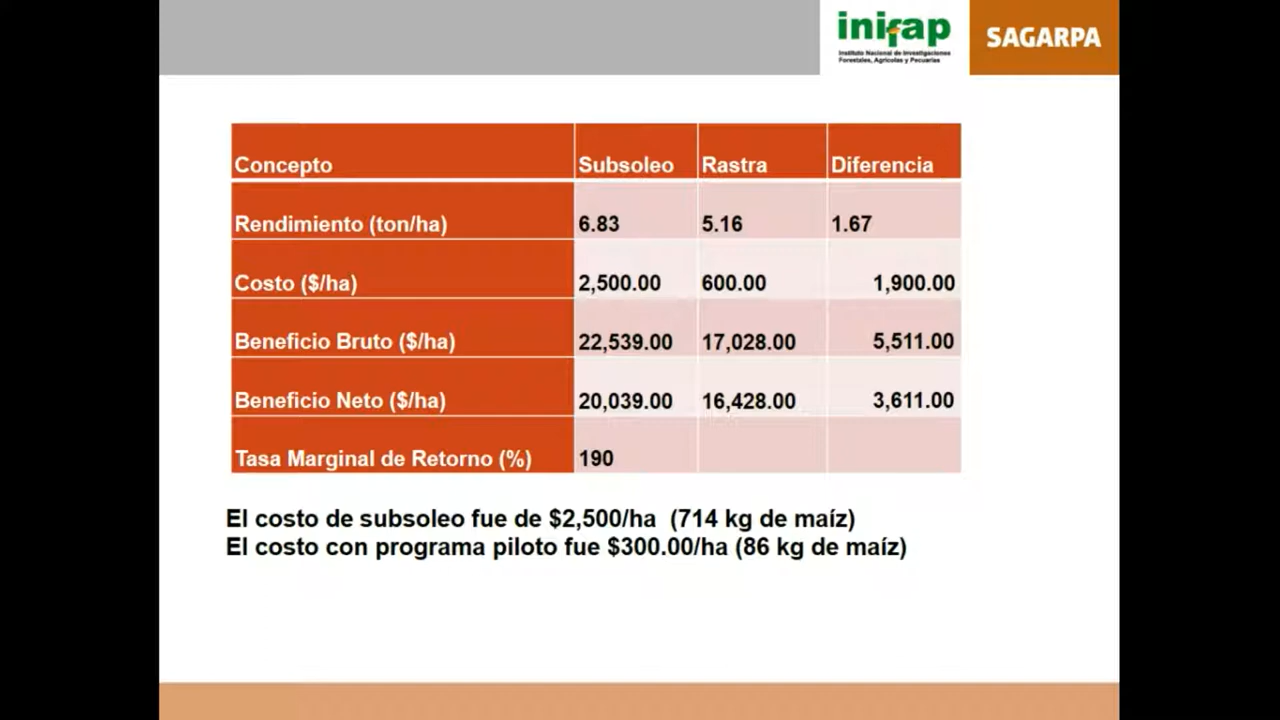 inifap
Instituto Nacional de Investigaciones
Forestales, Agrícolas y Pecuarias
SAGARPA
Concepto Subsoleo Rastra Diferencia
Rendimiento (ton/ha) 6.83 5.16 1.67
Costo ($/ha) 2,500.00 600.00 1,900.00
Beneficio Bruto ($/ha) 22,539.00 17,028.00 5,511.00
Beneficio Neto ($/ha) 20,039.00 16,428.00 3,611.00
Tasa Marginal de Retorno (%) 190
El costo de subsoleo fue de $2,500/ha (714 kg de maíz)
El costo con programa piloto fue $300.00/ha (86 kg de maíz)